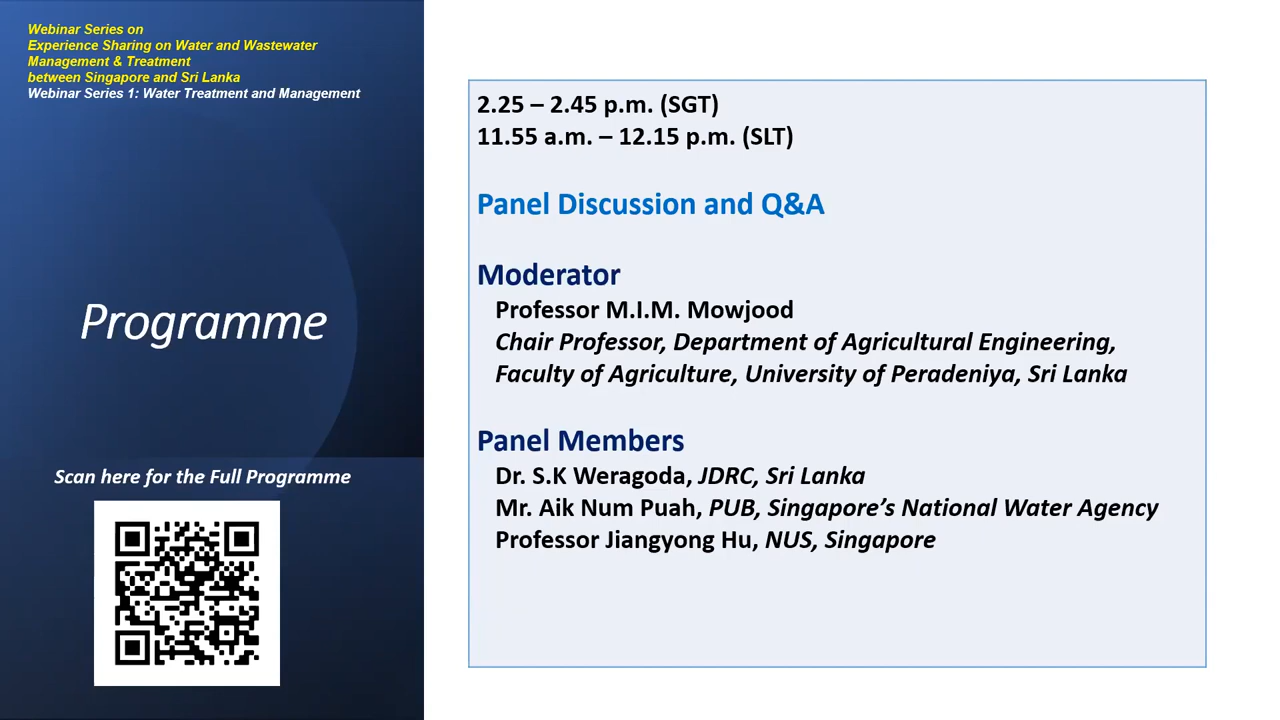 Webinar Series on
Experience Sharing on Water and Wastewater
Management & Treatment
between Singapore and Sri Lanka
Webinar Series 1: Water Treatment and Management
Programme
Scan here for the Full Programme
2.25 – 2.45 p.m. (SGT)
11.55 a.m. – 12.15 p.m. (SLT)
Panel Discussion and Q&A
Moderator
Professor M.I.M. Mowjood
Chair Professor, Department of Agricultural Engineering,
Faculty of Agriculture, University of Peradeniya, Sri Lanka
Panel Members
Dr. S.K Weragoda, JDRC, Sri Lanka
Mr. Aik Num Puah, PUB, Singapore’s National Water Agency
Professor Jiangyong Hu, NUS, Singapore